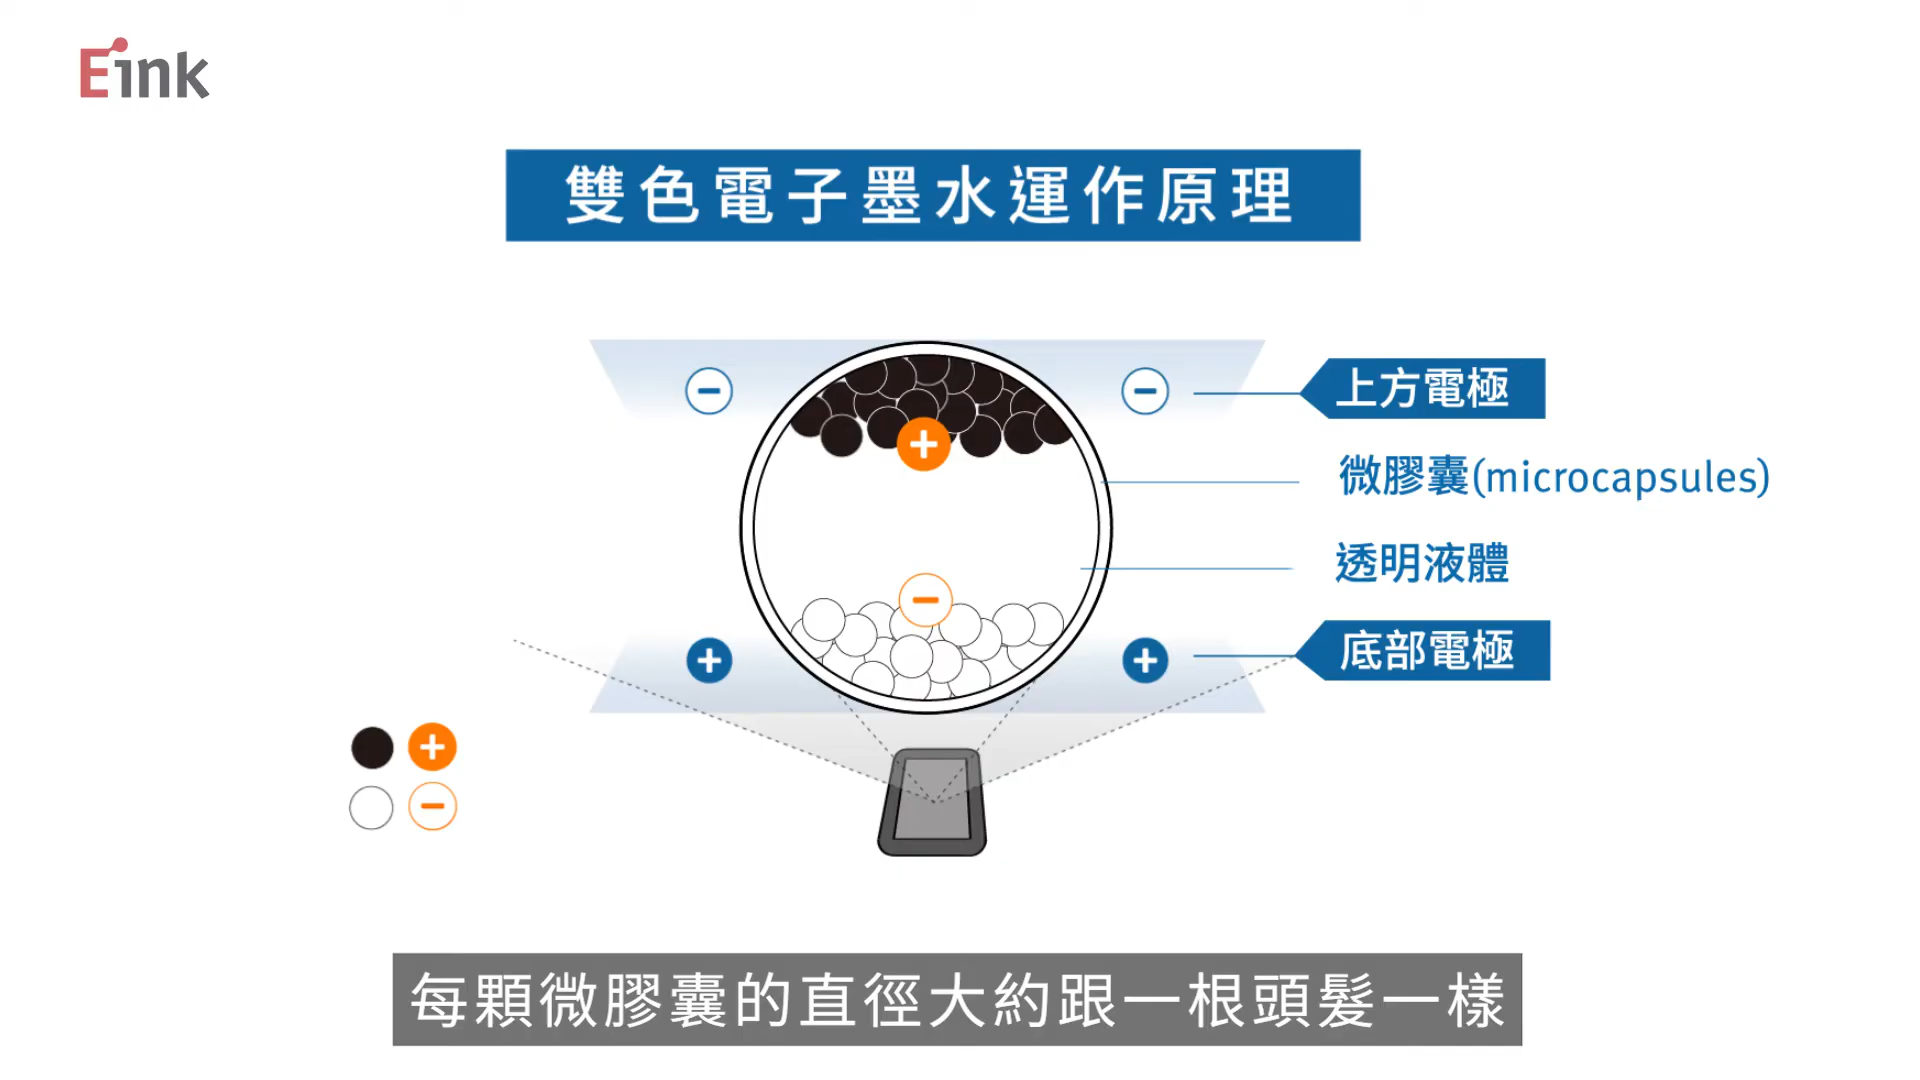 Eink
雙色電子墨水運作原理
上方電極
微膠囊(microcapsules)
透明液體
底部電極
每顆微膠囊的直徑大約跟一根頭髮一樣